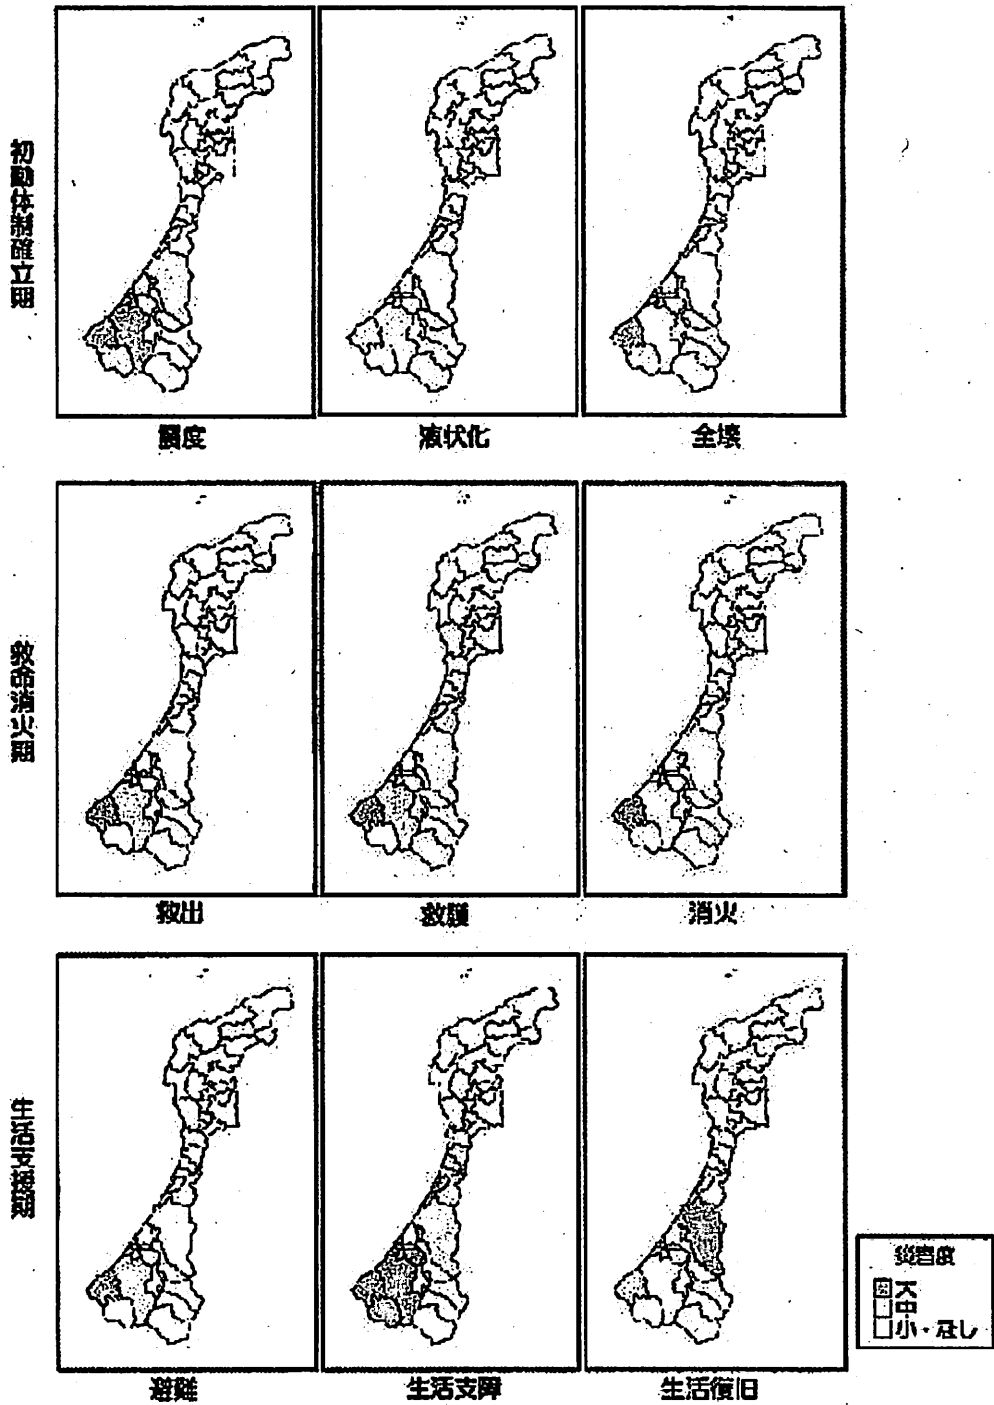 初動体制確立期
震度
液状化
全壊
救命消火期
救出
救護
消火
生活支援期
避難
生活支障
生活復旧
災害度
大
中
小・なし